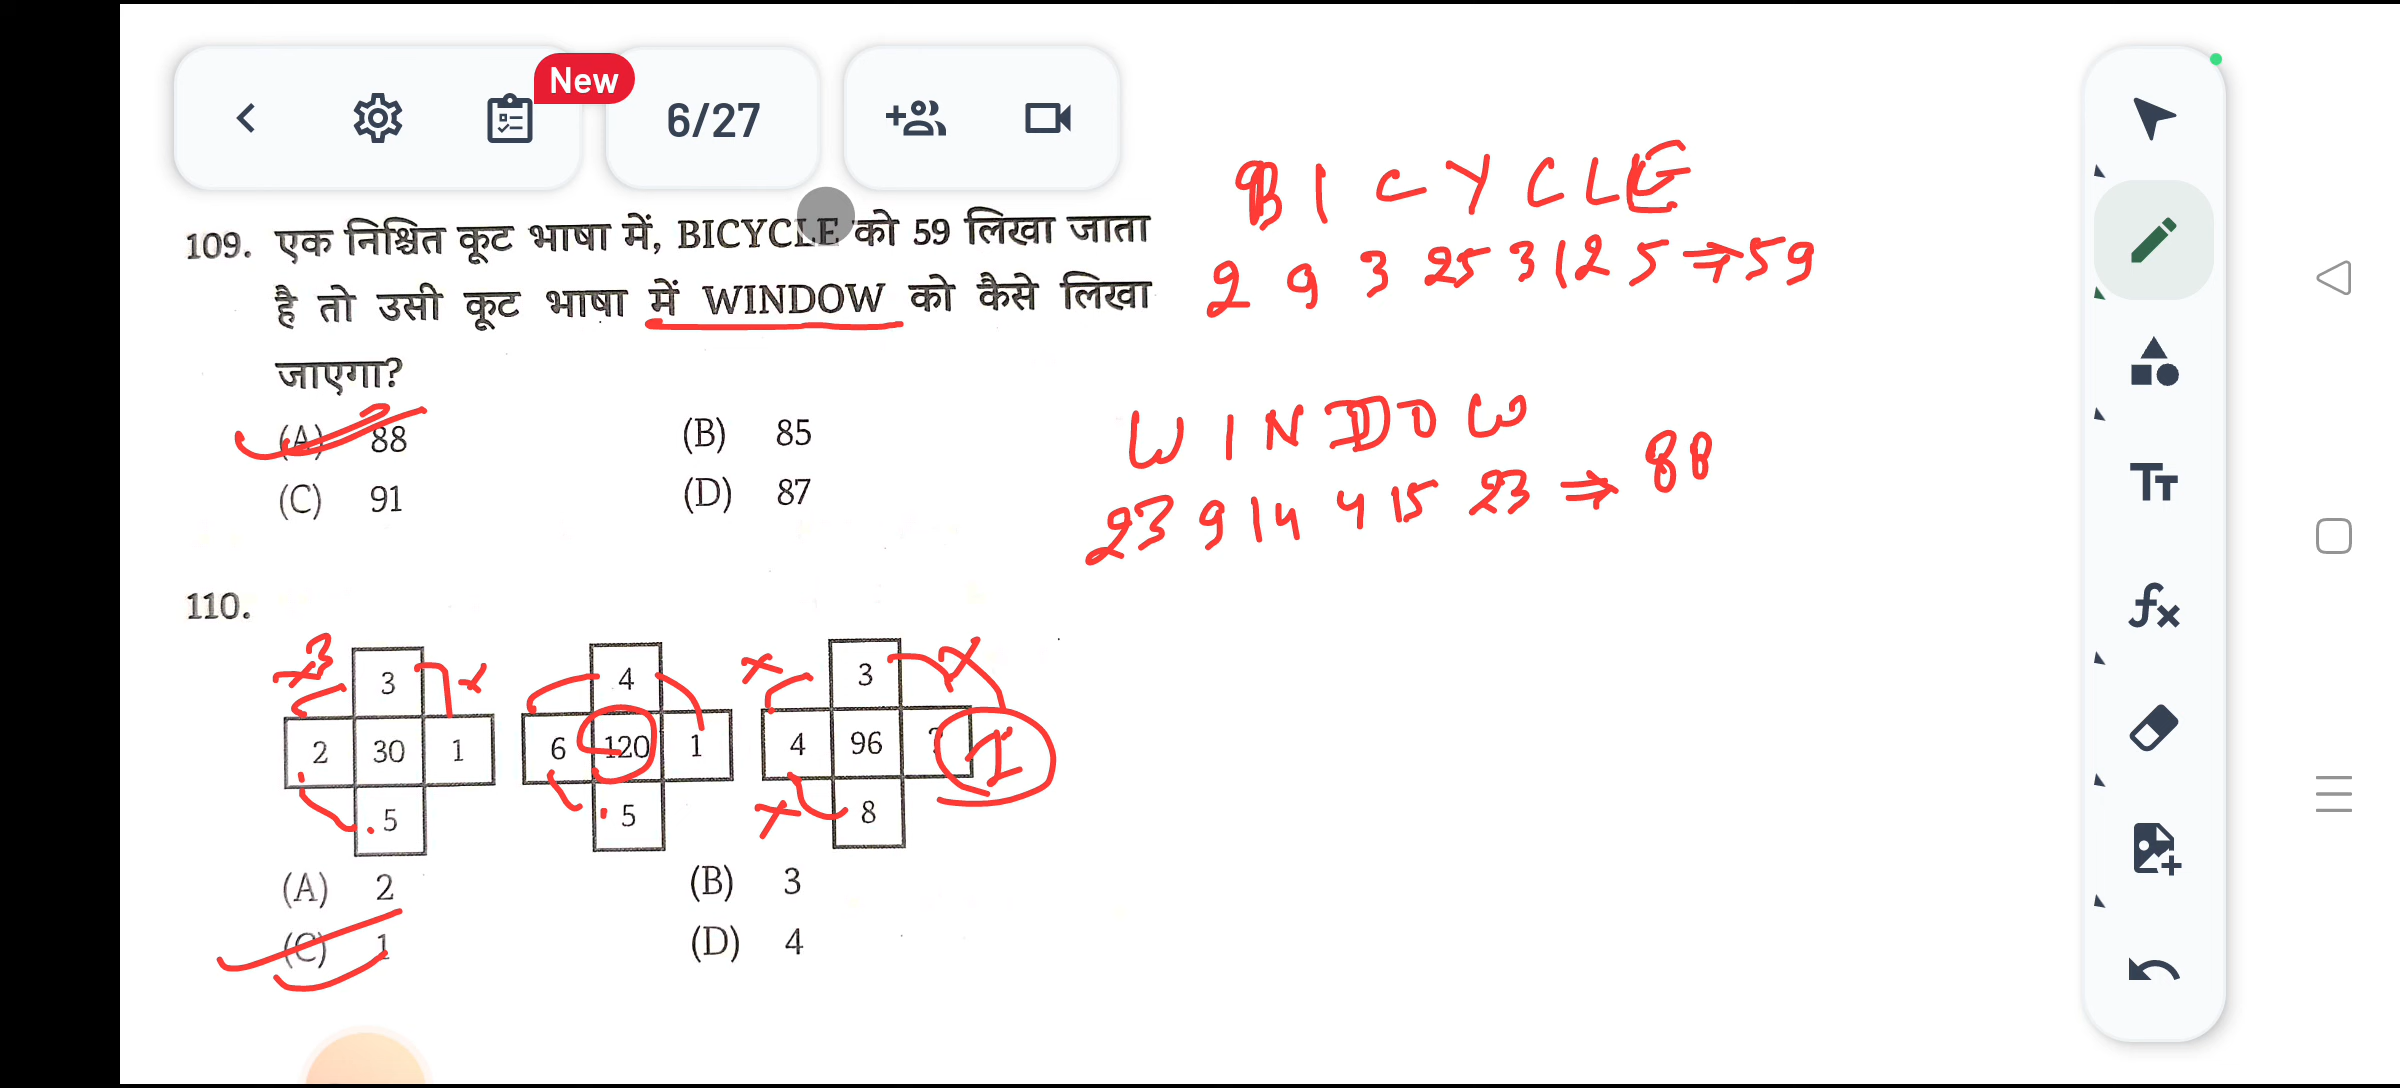 New
6/27
109. एक निश्चित कूट भाषा में, BICYCLE को 59 लिखा जाता
है तो उसी कूट भाषा में WINDOW को कैसे लिखा
जाएगा?
(A) 88 (B) 85
(C) 91 (D) 87
BICYCLE
2 9 3 25 3 12 5 ⇒ 59
WINDOW
23 9 14 4 15 23 ⇒ 88
110.
×3 × × ×
3 4 3
2 30 1 6 120 1 4 96 ? 1
5 5 8
×
(A) 2 (B) 3
(C) 1 (D) 4
Tт
fx